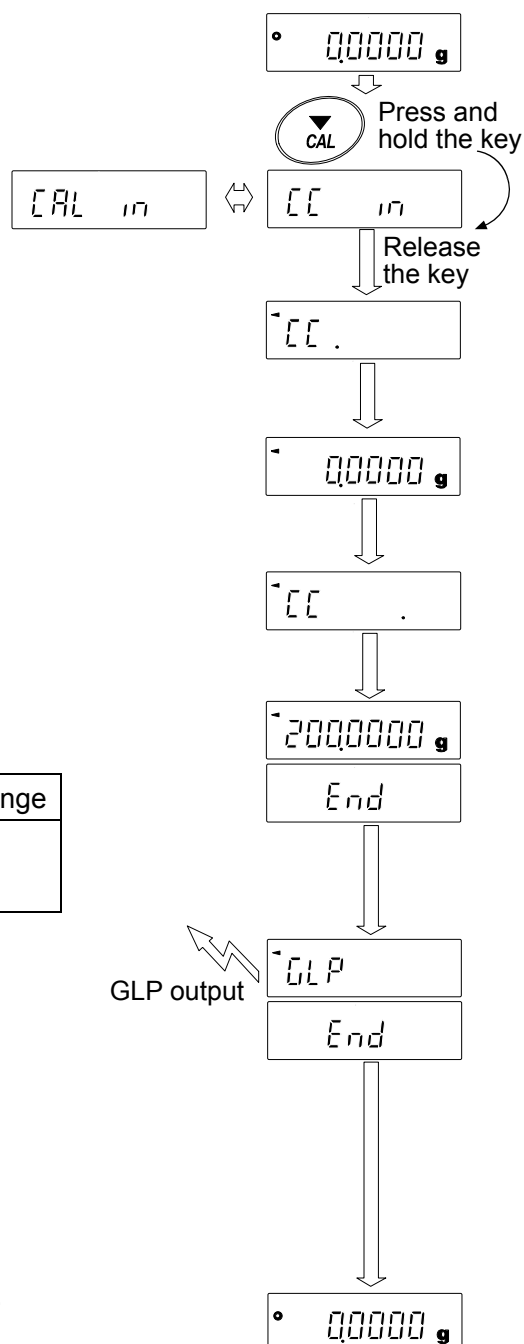 0.0000 g
CAL
Press and
hold the key
CAL in
CC in
Release
the key
CC .
0.0000 g
CC .
200.0000 g
End
nge
GLP
GLP output
End
0.0000 g